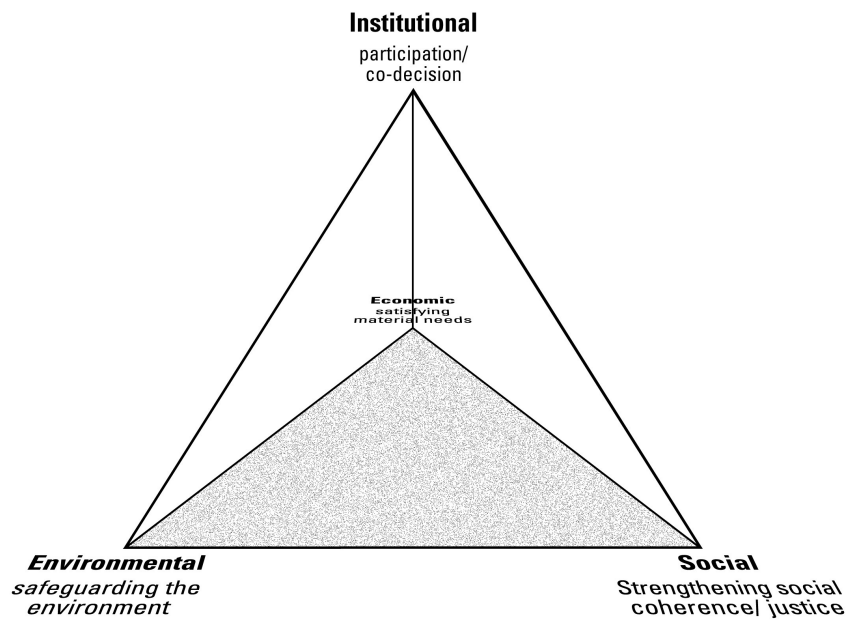 Institutional
participation/
co-decision
Economic
satisfying
material needs
Environmental
safeguarding the
environment
Social
Strengthening social
coherence/ justice